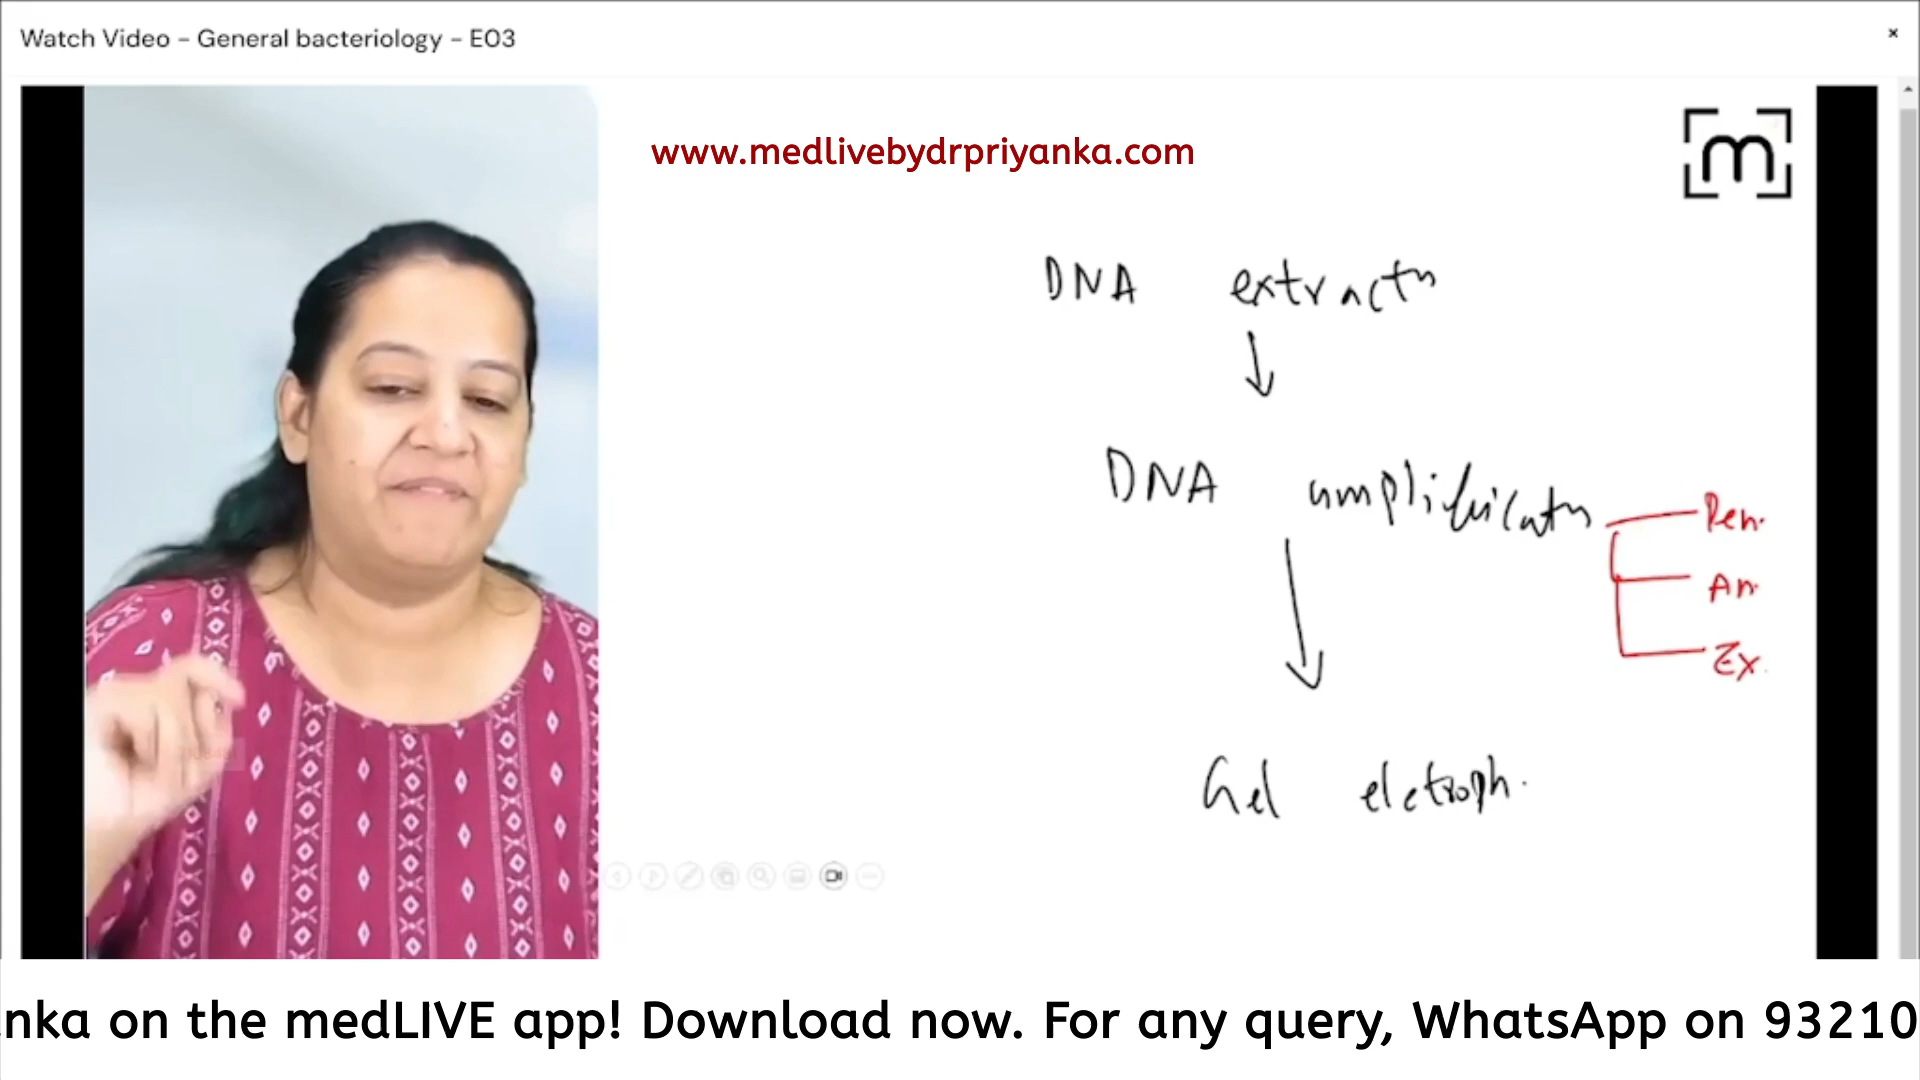 Watch Video – General bacteriology – E03
×
www.medlivebydrpriyanka.com
m
DNA extractn
DNA amplificatn
Den.
An.
Ex.
Gel eletroph.
nka on the medLIVE app! Download now. For any query, WhatsApp on 93210